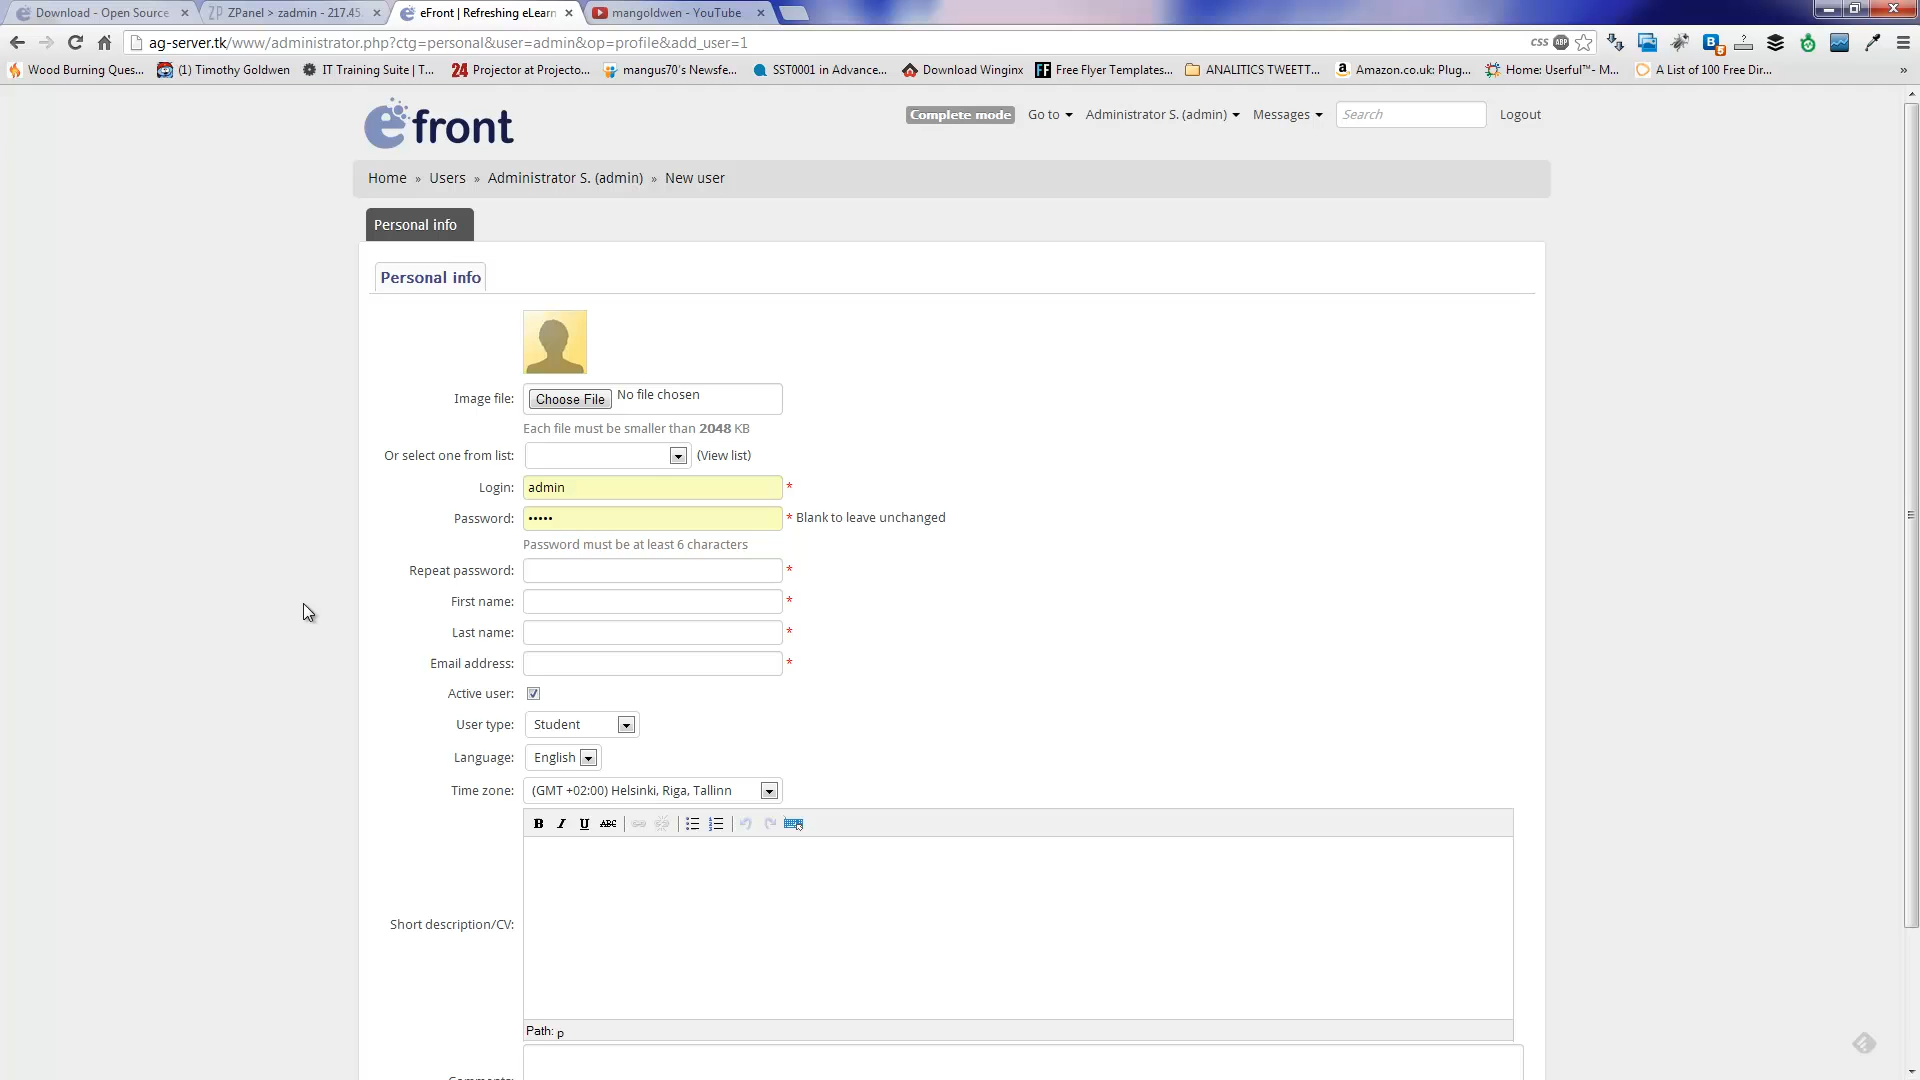 Download - Open Source
ZPanel > zadmin - 217.45
eFront | Refreshing eLearn
mangoldwen - YouTube
ag-server.tk/www/administrator.php?ctg=personal&user=admin&op=profile&add_user=1
CSS
ABP
Wood Burning Ques...
(1) Timothy Goldwen
IT Training Suite | T...
24 Projector at Projecto...
mangus70's Newsfe...
SST0001 in Advance...
Download Winginx
FF Free Flyer Templates...
ANALITICS TWEETT...
a Amazon.co.uk: Plug...
Home: Userful™- M...
A List of 100 Free Dir...
»
efront
Complete mode
Go to
Administrator S. (admin)
Messages
Search
Logout
Home » Users » Administrator S. (admin) » New user
Personal info
Personal info
Image file: Choose File No file chosen
Each file must be smaller than 2048 KB
Or select one from list: (View list)
Login: admin *
Password: ••••• * Blank to leave unchanged
Password must be at least 6 characters
Repeat password: *
First name: *
Last name: *
Email address: *
Active user:
User type: Student
Language: English
Time zone: (GMT +02:00) Helsinki, Riga, Tallinn
B I U ABC
Short description/CV:
Path: p